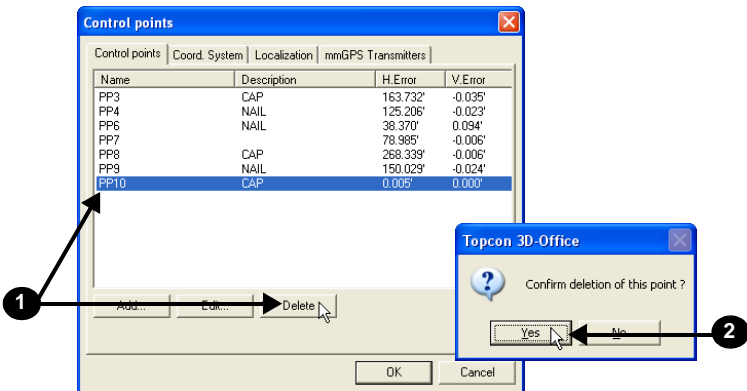 Control points
Control points Coord. System Localization mmGPS Transmitters
Name Description H.Error V.Error
PP3 CAP 163.732' -0.035'
PP4 NAIL 125.206' -0.023'
PP6 NAIL 38.370' 0.094'
PP7 78.985' -0.006'
PP8 CAP 268.339' -0.006'
PP9 NAIL 150.029' -0.024'
PP10 CAP 0.005' 0.000'
Topcon 3D-Office
Confirm deletion of this point ?
1
Add... Edit... Delete
Yes No
2
OK Cancel